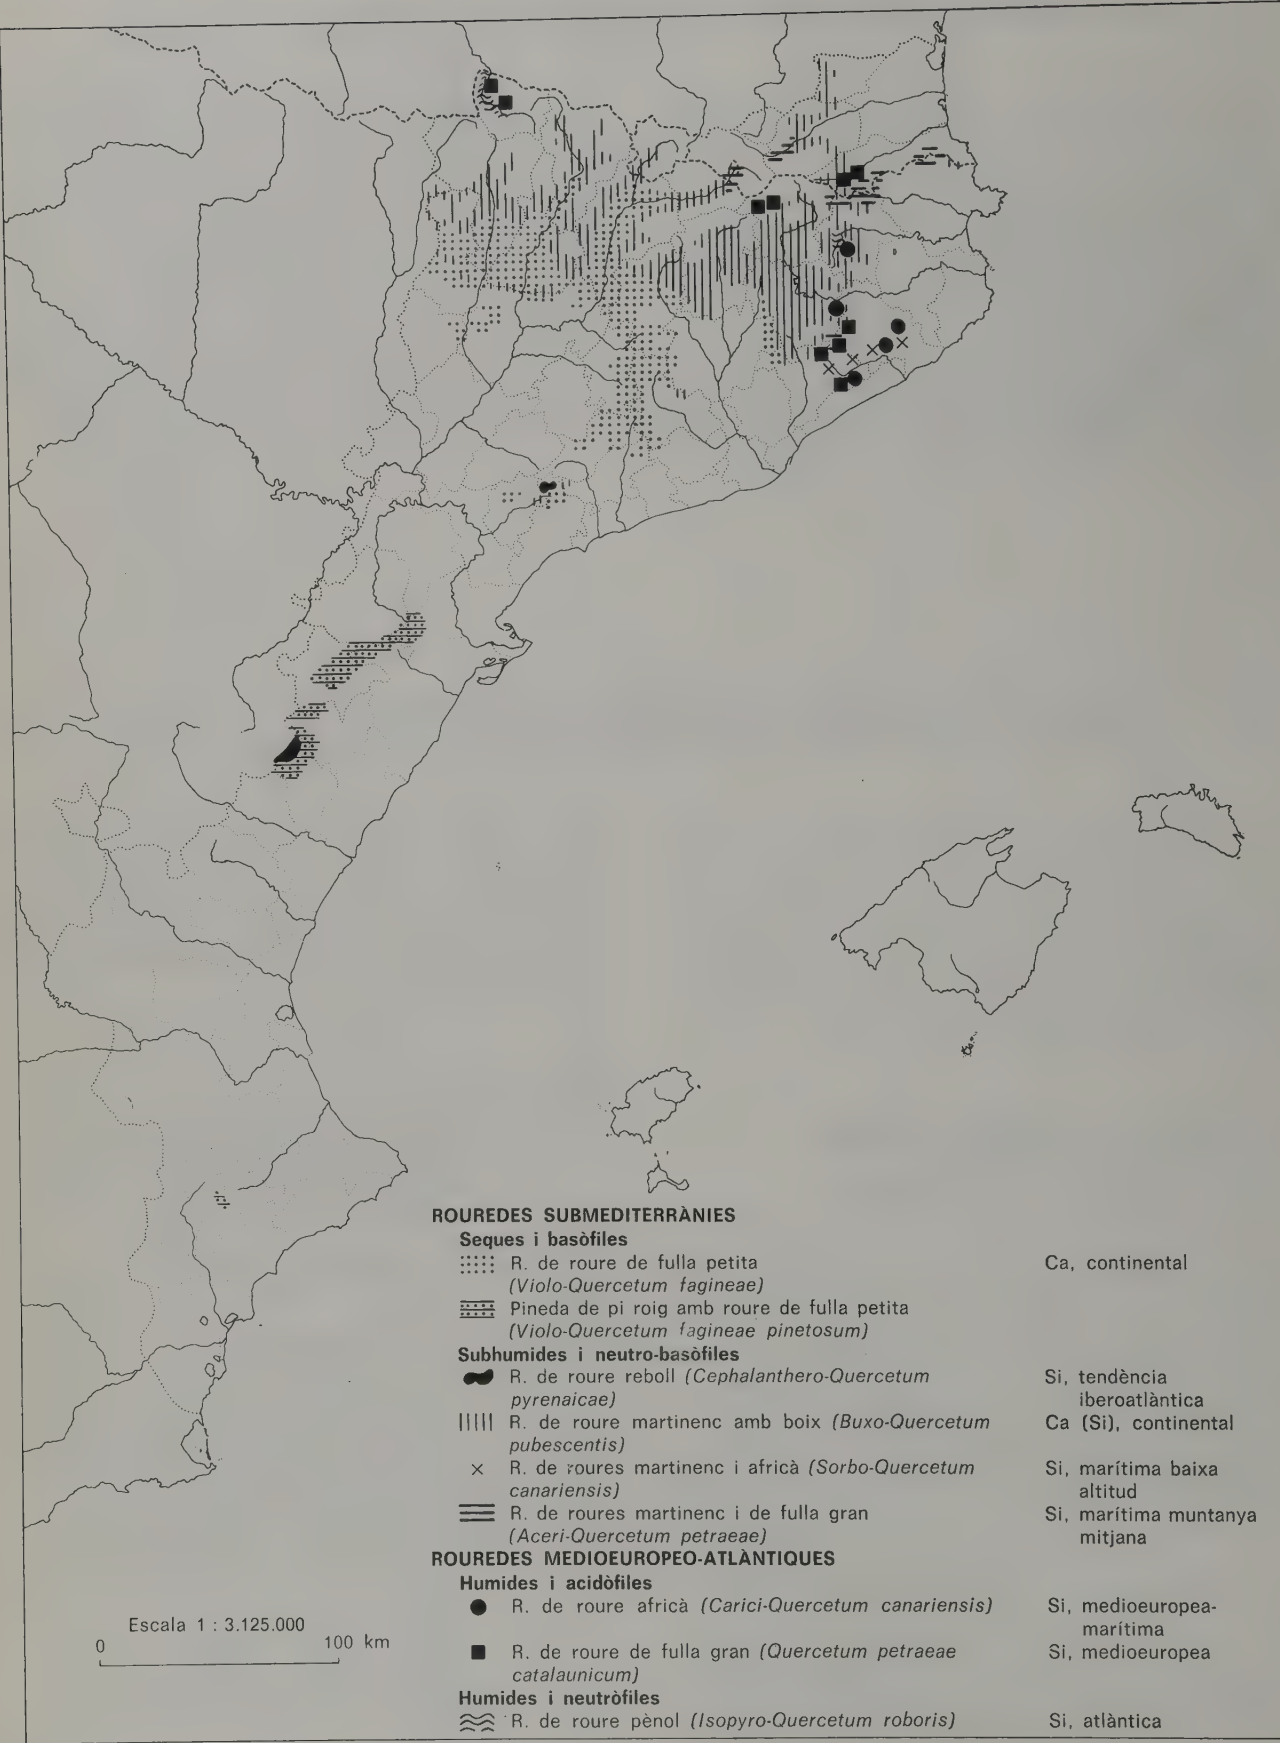 ROUREDES SUBMEDITERRÀNIES
Seques i basòfiles
R. de roure de fulla petita
(Violo-Quercetum fagineae)
Ca, continental
Pineda de pi roig amb roure de fulla petita
(Violo-Quercetum fagineae pinetosum)
Subhumides i neutro-basòfiles
R. de roure reboll (Cephalanthero-Quercetum
pyrenaicae)
Si, tendència
iberoatlàntica
R. de roure martinenc amb boix (Buxo-Quercetum
pubescentis)
Ca (Si), continental
R. de roures martinenc i africà (Sorbo-Quercetum
canariensis)
Si, marítima baixa
altitud
R. de roures martinenc i de fulla gran
(Aceri-Quercetum petraeae)
Si, marítima muntanya
mitjana
ROUREDES MEDIOEUROPEO-ATLÀNTIQUES
Humides i acidòfiles
R. de roure africà (Carici-Quercetum canariensis)
Si, medioeuropea-
marítima
R. de roure de fulla gran (Quercetum petraeae
catalaunicum)
Si, medioeuropea
Humides i neutròfiles
R. de roure pènol (Isopyro-Quercetum roboris)
Si, atlàntica
Escala 1 : 3.125.000
0 100 km